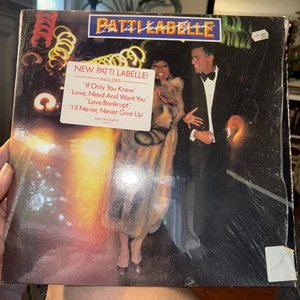 PATTI LABELLE
NEW PATTI LABELLE!
INCLUDES
"If Only You Knew"
"Love, Need And Want You"
"Love Bankrupt"
"I'll Never, Never Give Up"